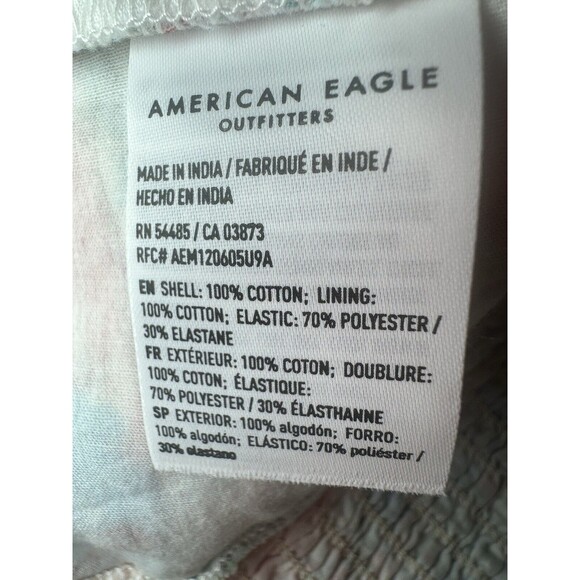 AMERICAN EAGLE
OUTFITTERS
MADE IN INDIA / FABRIQUÉ EN INDE /
HECHO EN INDIA
RN 54485 / CA 03873
RFC# AEM120605U9A
EN SHELL: 100% COTTON; LINING:
100% COTTON; ELASTIC: 70% POLYESTER /
30% ELASTANE
FR EXTÉRIEUR: 100% COTON; DOUBLURE:
100% COTON; ÉLASTIQUE:
70% POLYESTER / 30% ÉLASTHANNE
SP EXTERIOR: 100% algodón; FORRO:
100% algodón; ELÁSTICO: 70% poliéster /
30% elastano